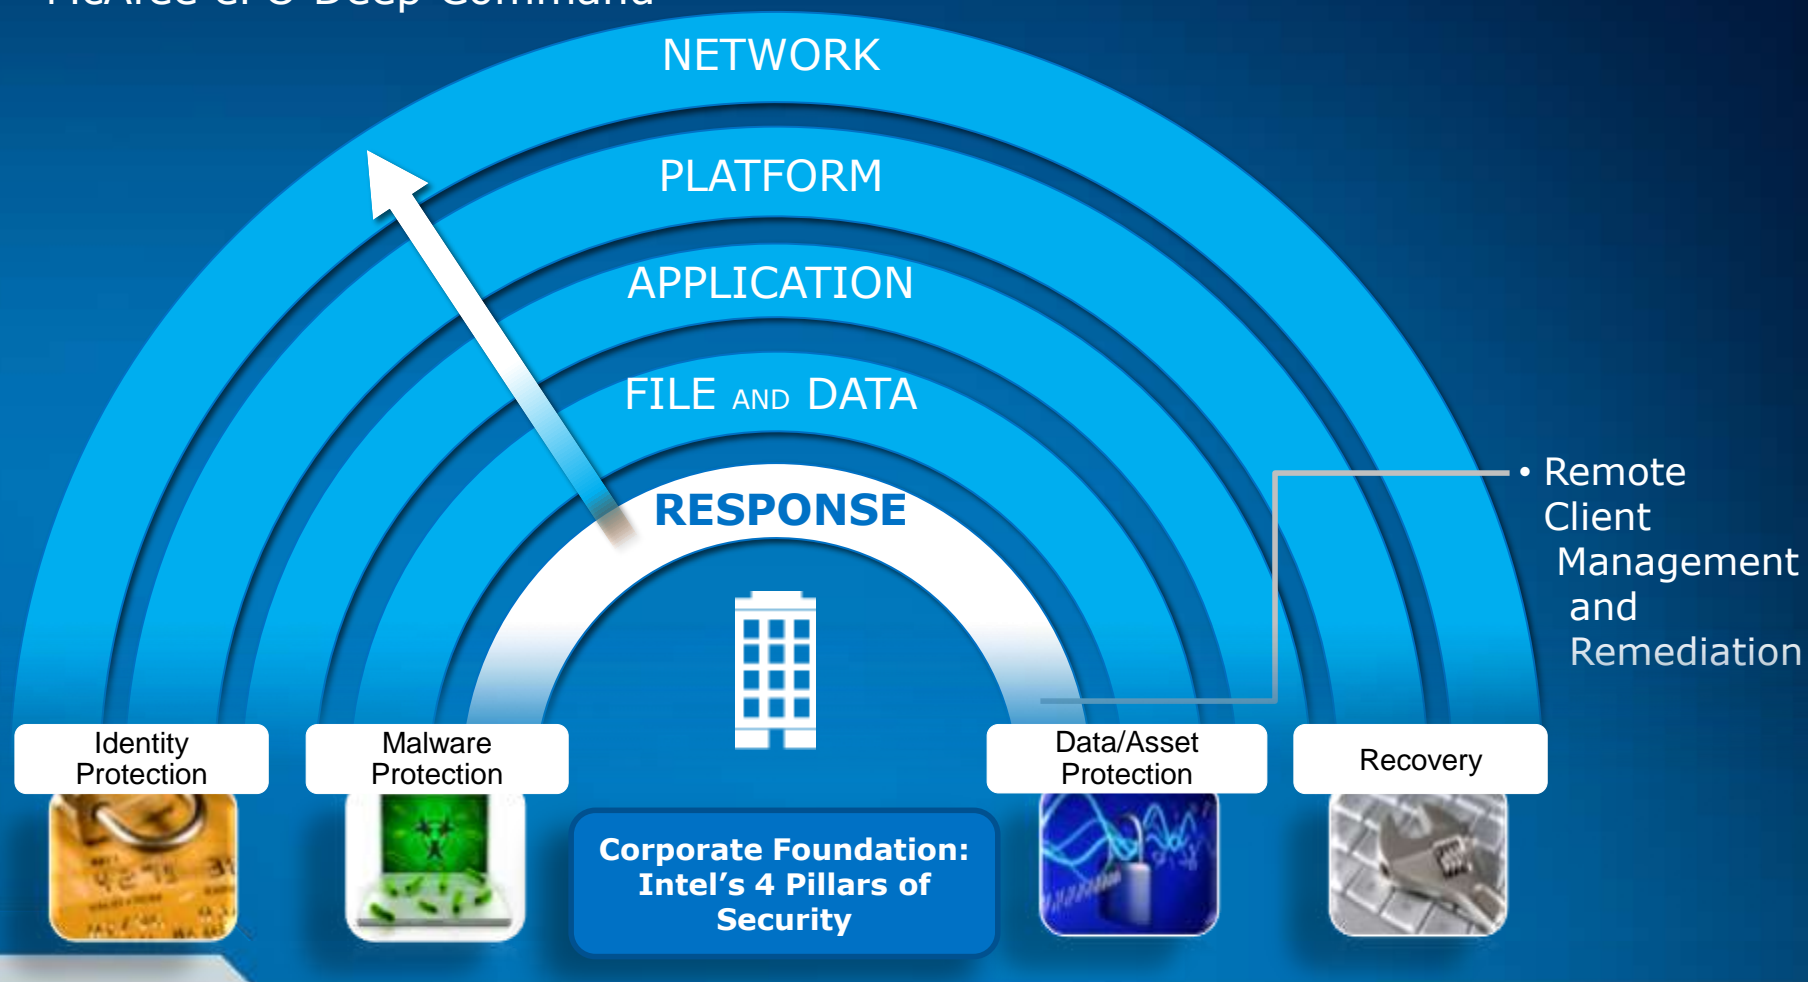 NETWORK
PLATFORM
APPLICATION
FILE AND DATA
RESPONSE
• Remote
Client
Management
and
Remediation
Identity
Protection
Malware
Protection
Data/Asset
Protection
Recovery
Corporate Foundation:
Intel’s 4 Pillars of
Security